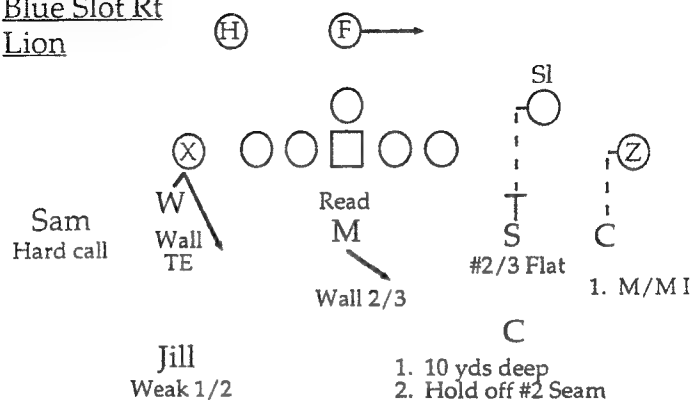 Blue Slot Rt
Lion
H
F
Sl
X
Z
W
Wall
TE
Sam
Hard call
Read
M
Wall 2/3
S
#2/3 Flat
C
1. M/M
Jill
Weak 1/2
C
1. 10 yds deep
2. Hold off #2 Seam